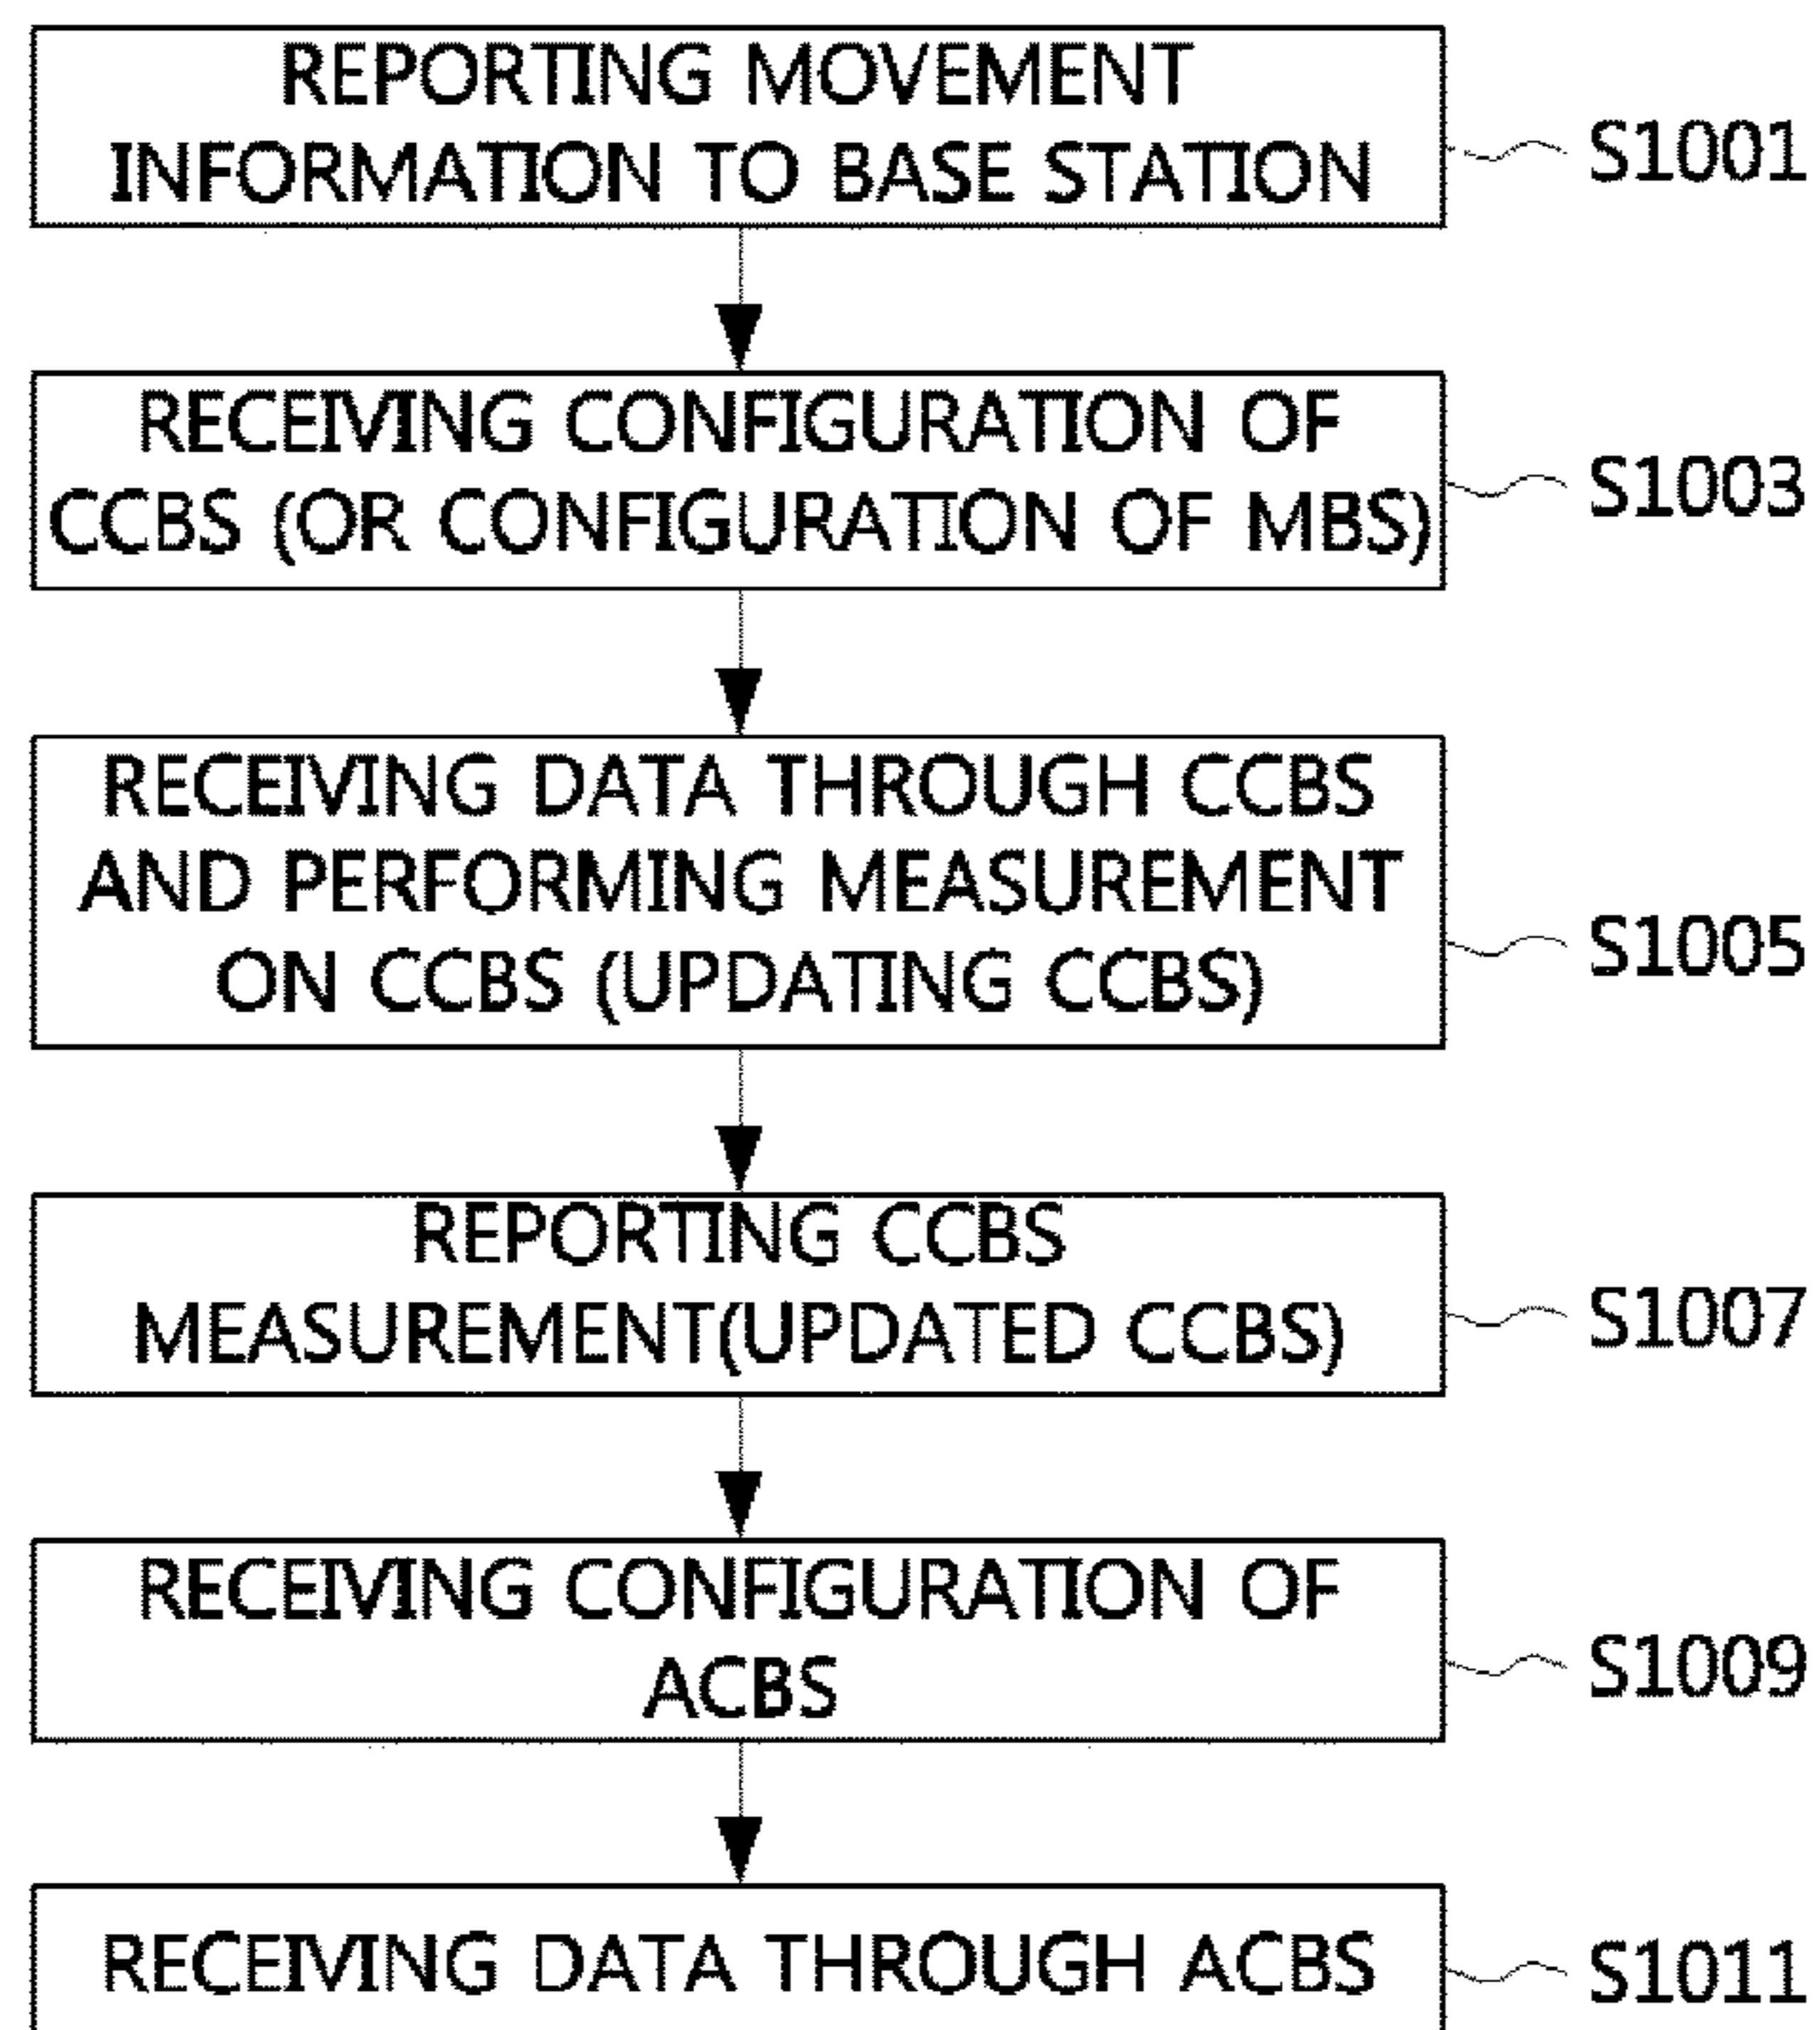 REPORTING MOVEMENT
INFORMATION TO BASE STATION
S1001
RECEIVING CONFIGURATION OF
CCBS (OR CONFIGURATION OF MBS)
S1003
RECEIVING DATA THROUGH CCBS
AND PERFORMING MEASUREMENT
ON CCBS (UPDATING CCBS)
S1005
REPORTING CCBS
MEASUREMENT(UPDATED CCBS)
S1007
RECEIVING CONFIGURATION OF
ACBS
S1009
RECEIVING DATA THROUGH ACBS
S1011